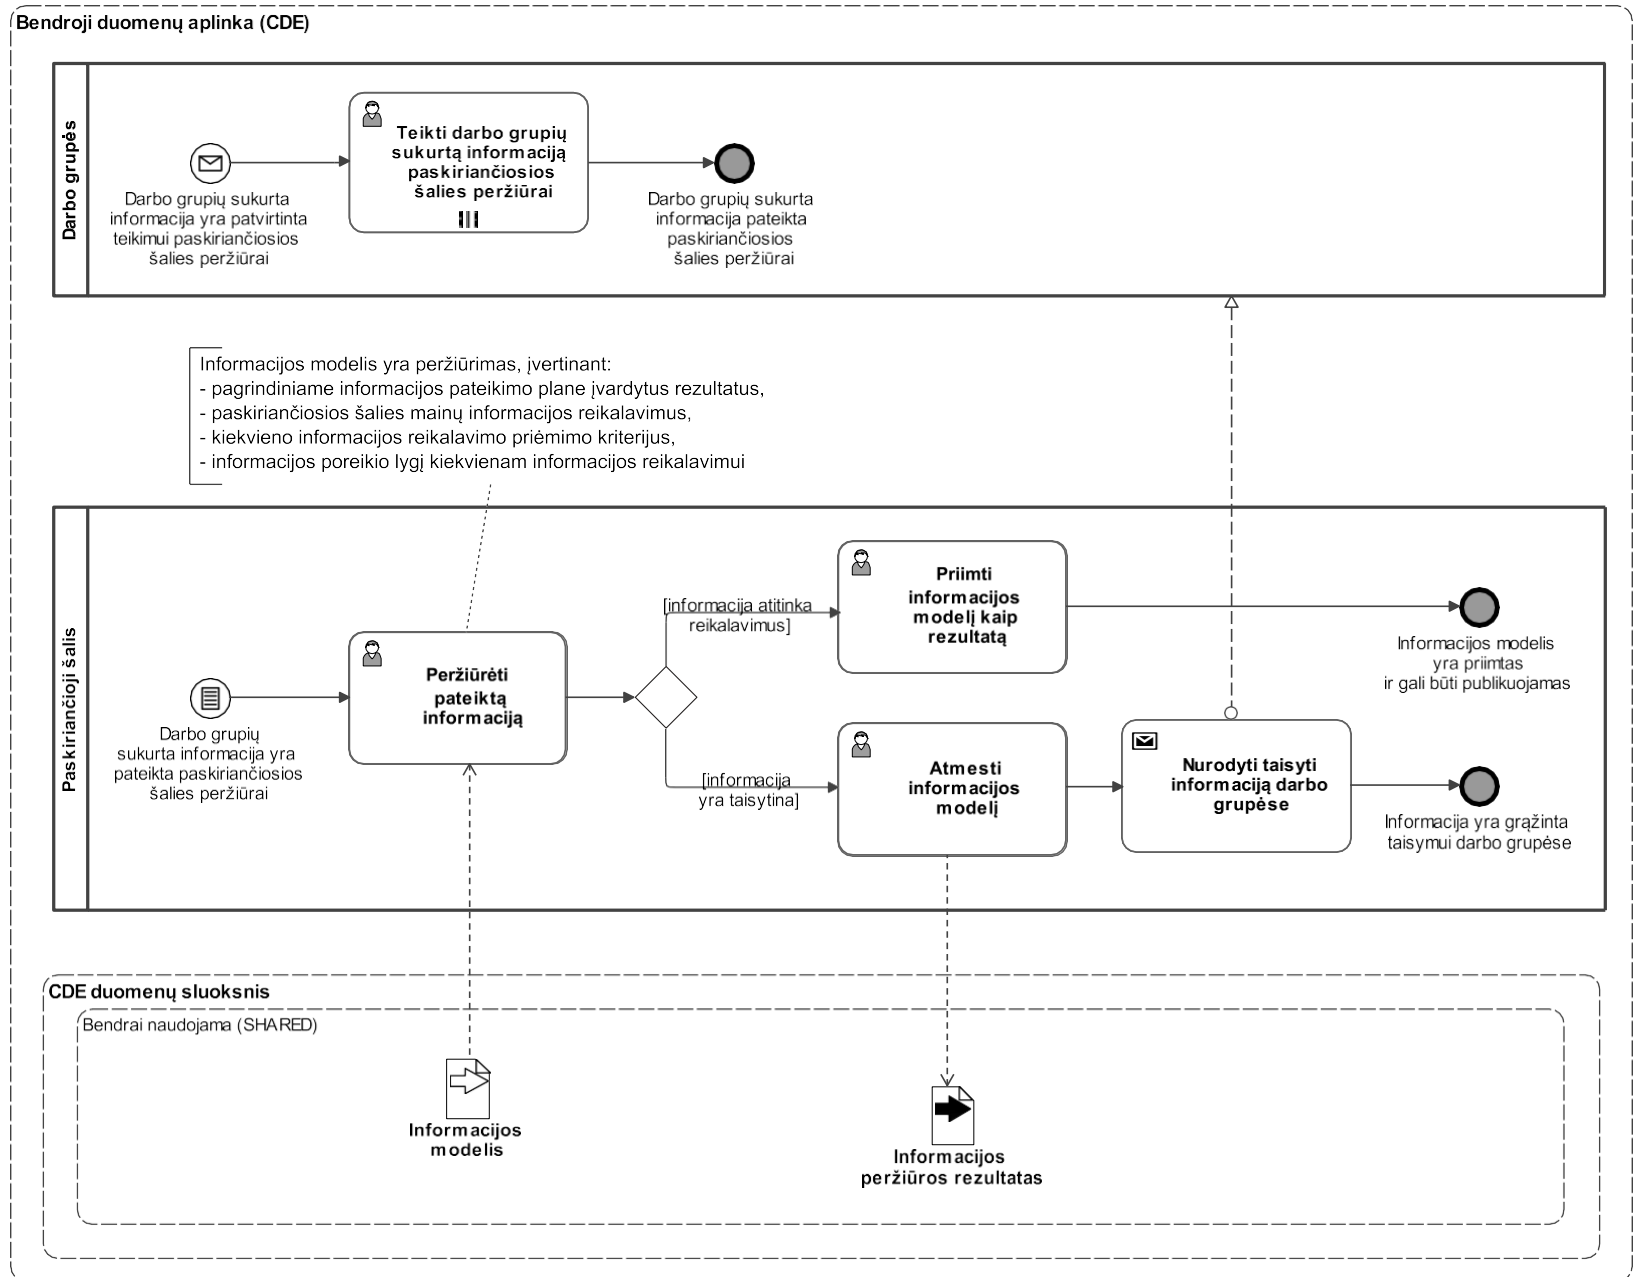 Bendroji duomenų aplinka (CDE)
Darbo grupės
Teikti darbo grupių
sukurtą informaciją
paskiriančiosios
šalies peržiūrai
Darbo grupių sukurta
informacija yra patvirtinta
teikimui paskiriančiosios
šalies peržiūrai
Darbo grupių sukurta
informacija pateikta
paskiriančiosios
šalies peržiūrai
Informacijos modelis yra peržiūrimas, įvertinant:
- pagrindiniame informacijos pateikimo plane įvardytus rezultatus,
- paskiriančiosios šalies mainų informacijos reikalavimus,
- kiekvieno informacijos reikalavimo priėmimo kriterijus,
- informacijos poreikio lygį kiekvienam informacijos reikalavimui
Paskiriančioji šalis
Darbo grupių
sukurta informacija yra
pateikta paskiriančiosios
šalies peržiūrai
Peržiūrėti
pateiktą
informaciją
[informacija atitinka
reikalavimus]
Priimti
informacijos
modelį kaip
rezultatą
Informacijos modelis
yra priimtas
ir gali būti publikuojamas
[informacija
yra taisytina]
Atmesti
informacijos
modelį
Nurodyti taisyti
informaciją darbo
grupėse
Informacija yra grąžinta
taisymui darbo grupėse
CDE duomenų sluoksnis
Bendrai naudojama (SHARED)
Informacijos
modelis
Informacijos
peržiūros rezultatas